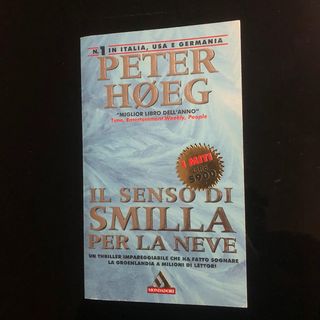 N.1 IN ITALIA, USA E GERMANIA
PETER
HØEG
"MIGLIOR LIBRO DELL'ANNO"
Time, Entertainment Weekly, People
I MITI
5900
IL SENSO DI
SMILLA
PER LA NEVE
UN THRILLER IMPAREGGIABILE CHE HA FATTO SOGNARE
LA GROENLANDIA A MILIONI DI LETTORI
MONDADORI